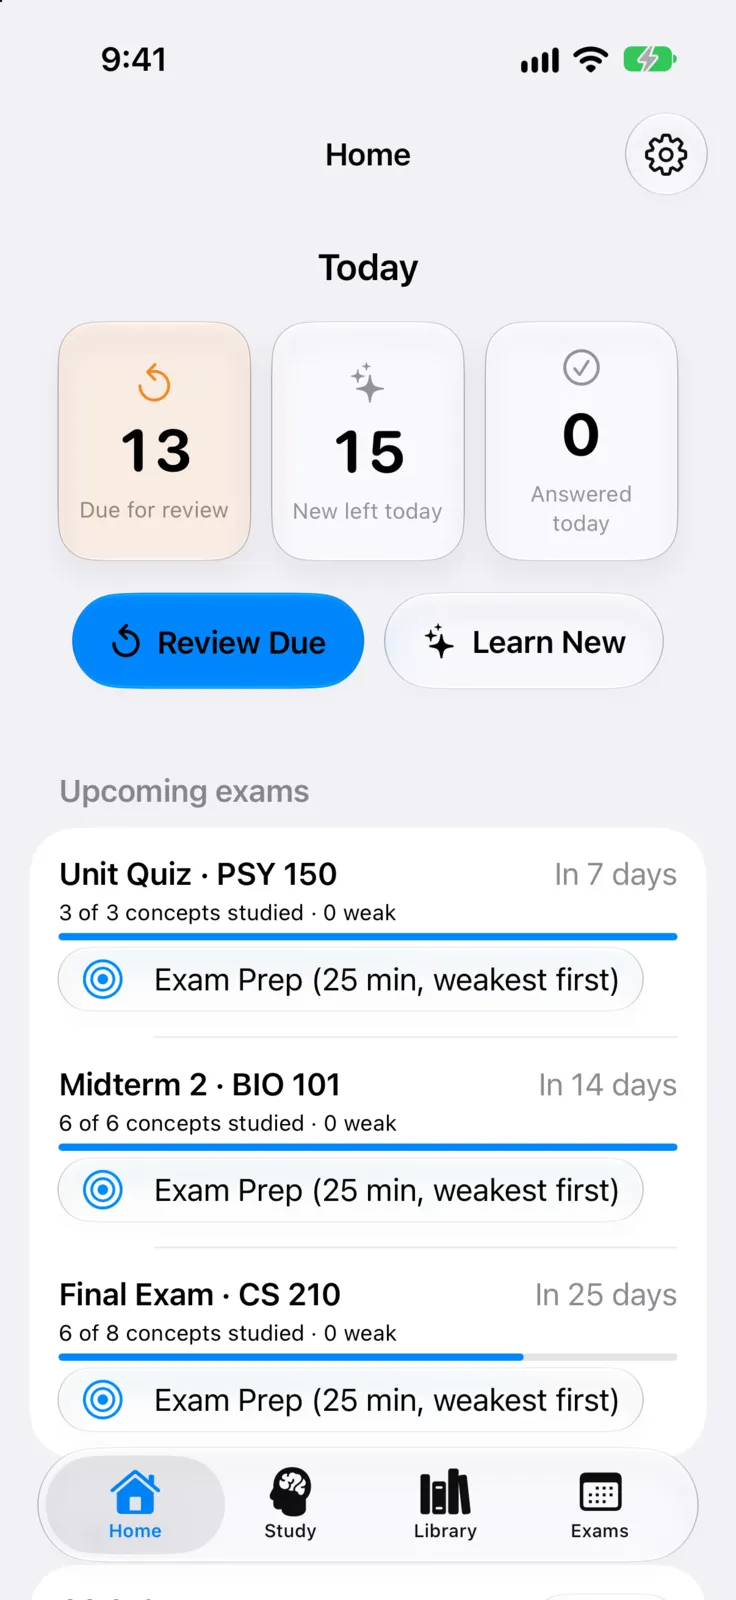 9:41
Home
Today
13
Due for review
15
New left today
0
Answered
today
Review Due
Learn New
Upcoming exams
Unit Quiz · PSY 150
In 7 days
3 of 3 concepts studied · 0 weak
Exam Prep (25 min, weakest first)
Midterm 2 · BIO 101
In 14 days
6 of 6 concepts studied · 0 weak
Exam Prep (25 min, weakest first)
Final Exam · CS 210
In 25 days
6 of 8 concepts studied · 0 weak
Exam Prep (25 min, weakest first)
Home
Study
Library
Exams